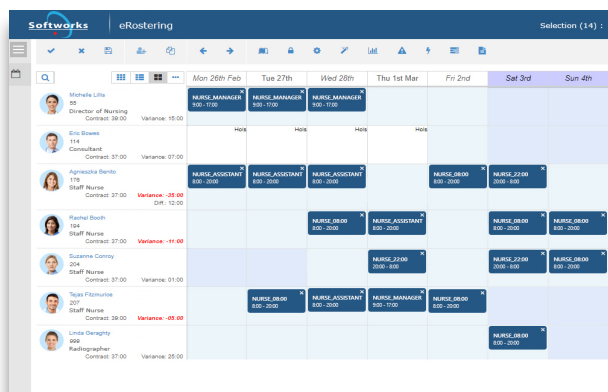 Softworks eRostering Selection (14) :
Mon 26th Feb Tue 27th Wed 28th Thu 1st Mar Fri 2nd Sat 3rd Sun 4th
Michelle Lillis
55
Director of Nursing
Contract: 39:00 Variance: 15:00
NURSE_MANAGER
9:00 - 17:00
NURSE_MANAGER
9:00 - 17:00
NURSE_MANAGER
9:00 - 17:00
Eric Bowes
114
Consultant
Contract: 37:00 Variance: 07:00
Hols Hols Hols Hols
Agnieszka Benito
175
Staff Nurse
Contract: 37:00 Variance: -35:00
Diff.: 12:00
NURSE_ASSISTANT
8:00 - 20:00
NURSE_ASSISTANT
8:00 - 20:00
NURSE_ASSISTANT
8:00 - 20:00
NURSE_08:00
8:00 - 20:00
NURSE_22:00
20:00 - 8:00
Rachel Booth
194
Staff Nurse
Contract: 37:00 Variance: -11:00
NURSE_08:00
8:00 - 20:00
NURSE_ASSISTANT
8:00 - 20:00
NURSE_08:00
8:00 - 20:00
NURSE_08:00
8:00 - 20:00
Suzanne Conroy
204
Staff Nurse
Contract: 37:00 Variance: 01:00
NURSE_22:00
20:00 - 8:00
NURSE_22:00
20:00 - 8:00
NURSE_08:00
8:00 - 20:00
Tejas Fitzmurice
207
Staff Nurse
Contract: 39:00 Variance: -05:00
NURSE_08:00
8:00 - 20:00
NURSE_ASSISTANT
8:00 - 20:00
NURSE_MANAGER
9:00 - 17:00
NURSE_08:00
8:00 - 20:00
Linda Geraghty
989
Radiographer
Contract: 37:00 Variance: 25:00
NURSE_08:00
8:00 - 20:00